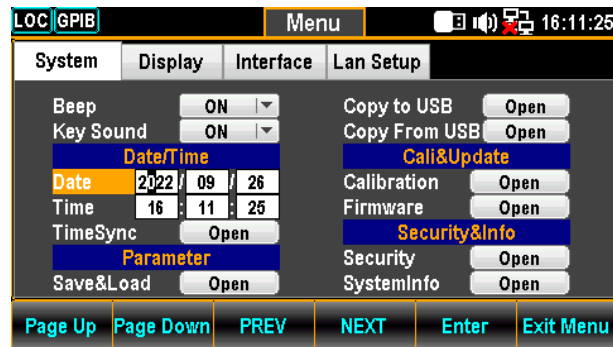 LOC GPIB Menu 16:11:25
System Display Interface Lan Setup
Beep ON Copy to USB Open
Key Sound ON Copy From USB Open
Date/Time Cali&Update
Date 2022 / 09 / 26 Calibration Open
Time 16 : 11 : 25 Firmware Open
TimeSync Open Security&Info
Parameter Security Open
Save&Load Open SystemInfo Open
Page Up Page Down PREV NEXT Enter Exit Menu